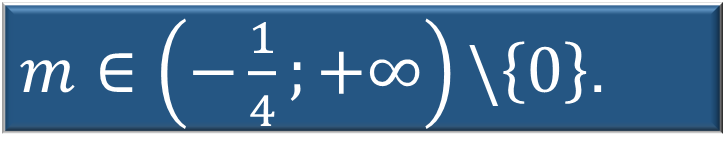 m ∈ (−1/4; +∞) \{0}.